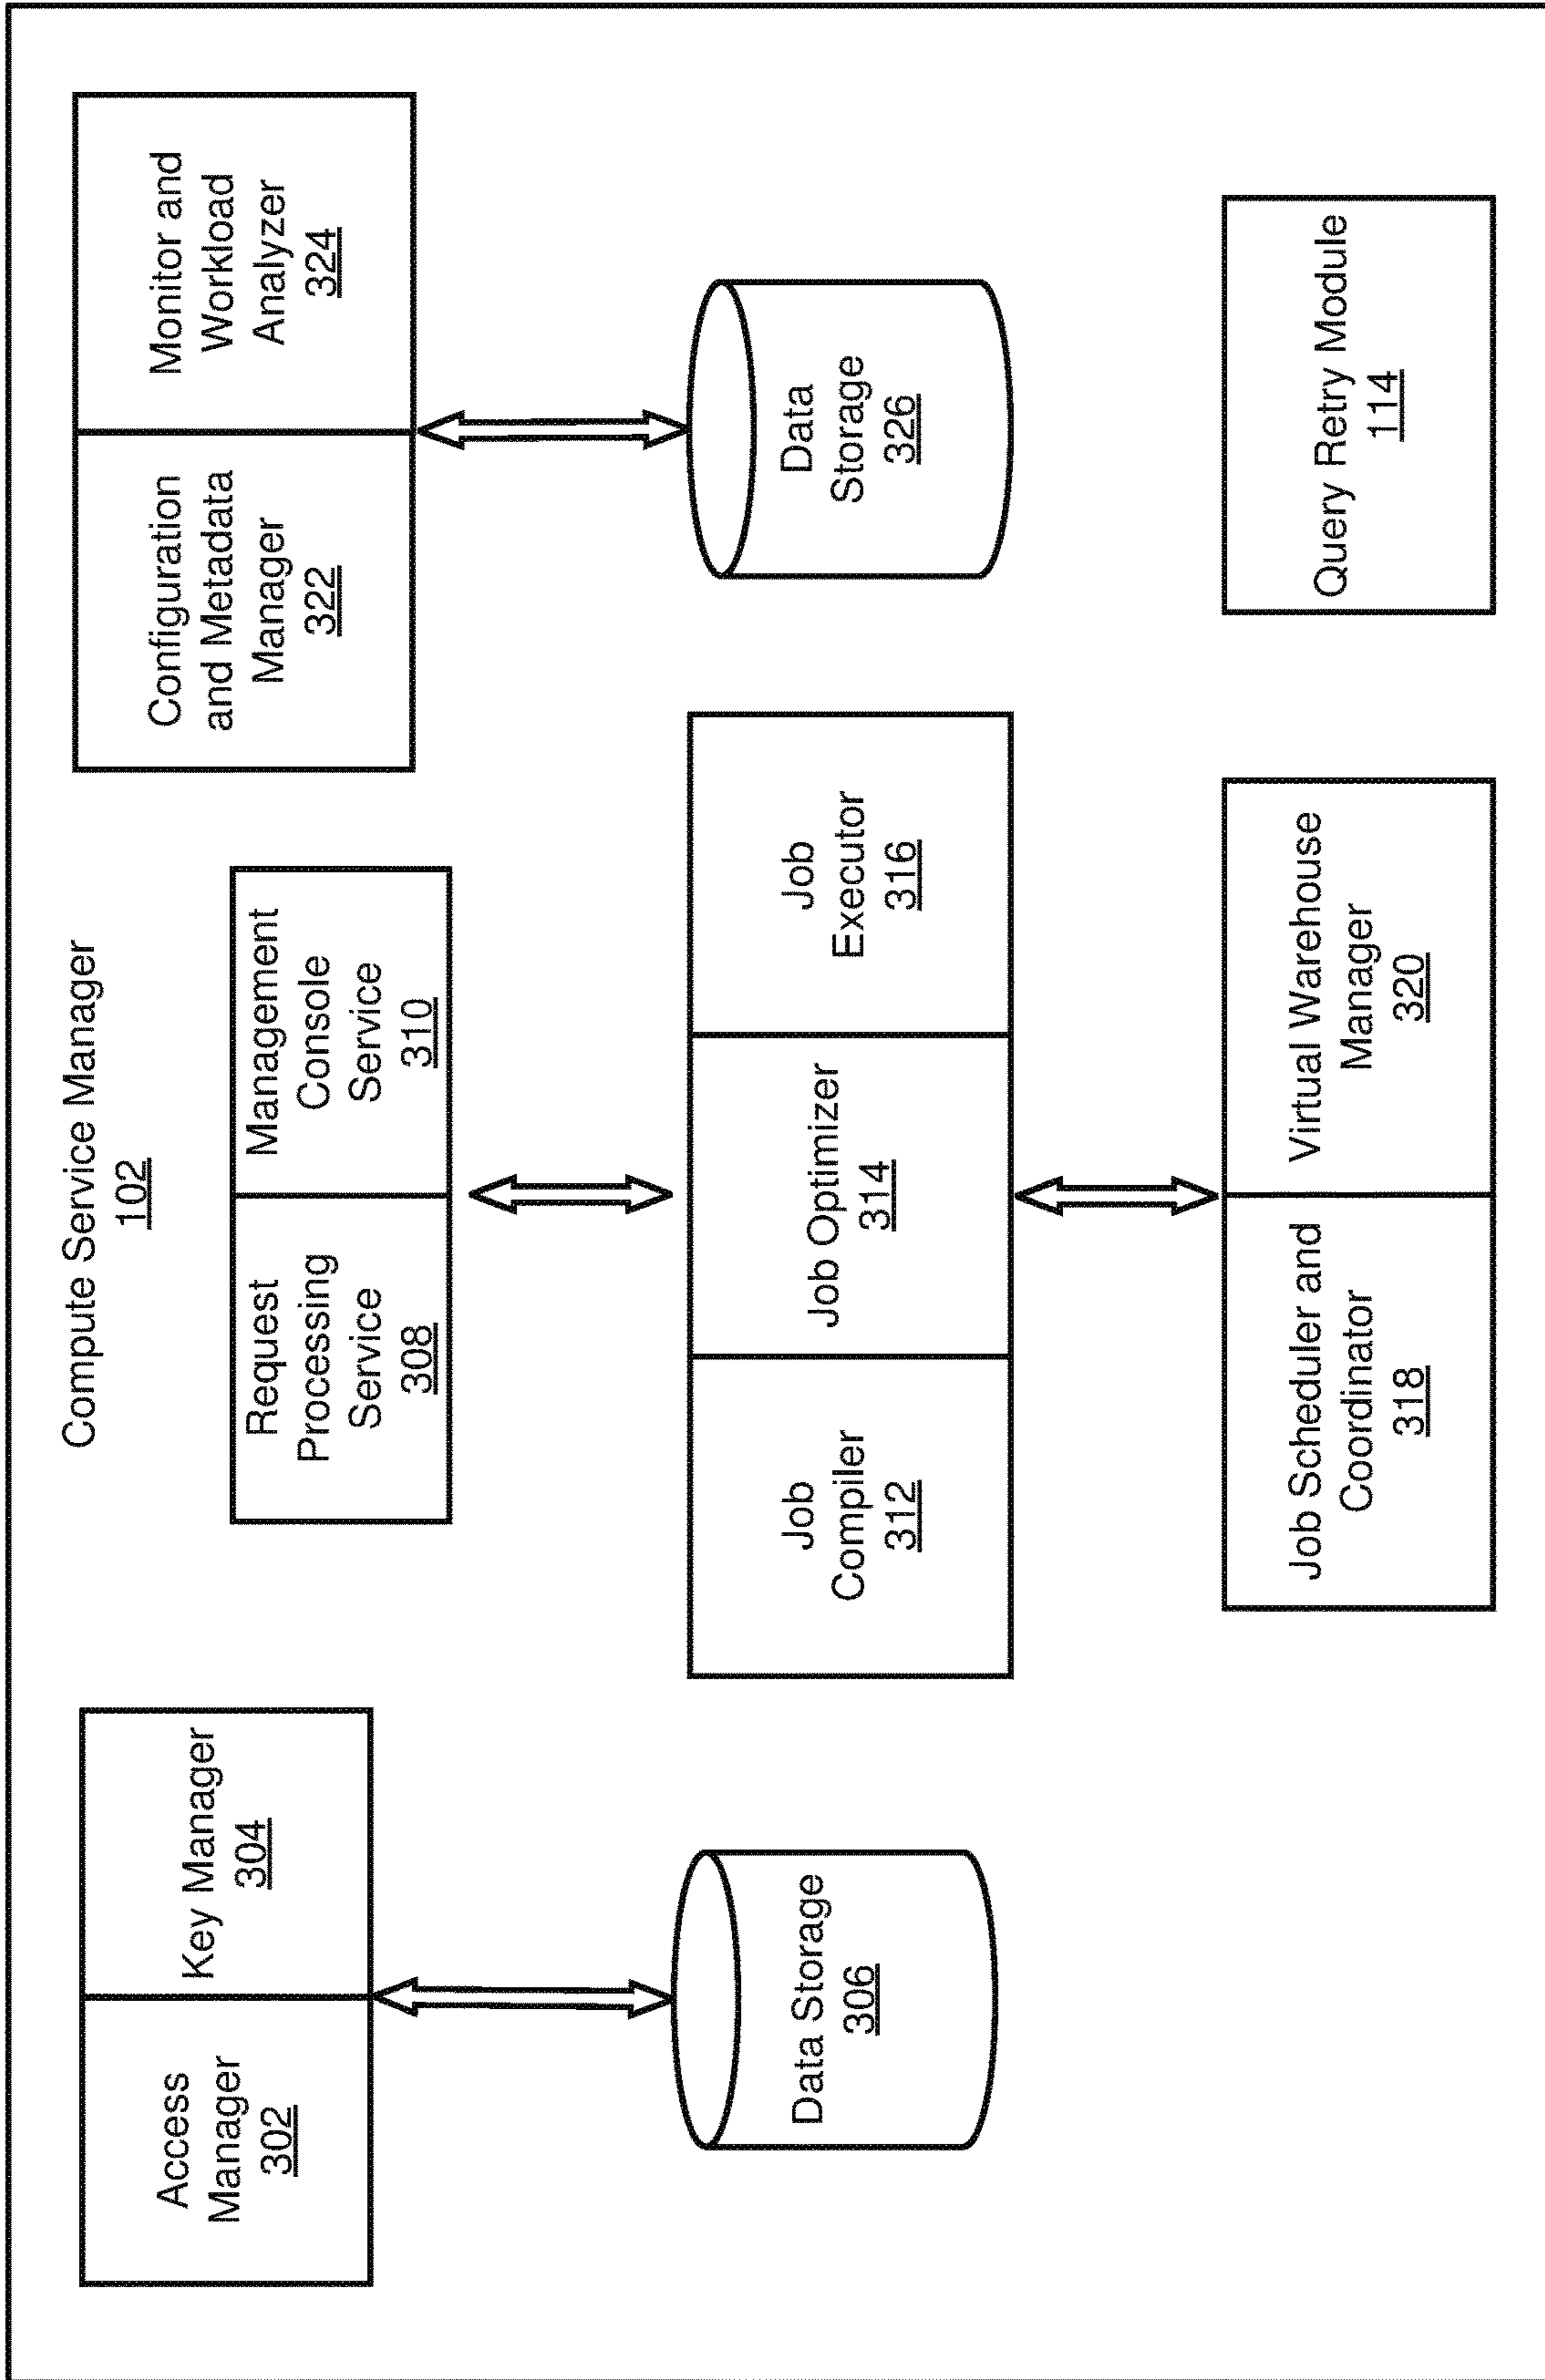 Compute Service Manager
102
Access
Manager
302
Key Manager
304
Request
Processing
Service
308
Management
Console
Service
310
Configuration
and Metadata
Manager
322
Monitor and
Workload
Analyzer
324
Data Storage
306
Job
Compiler
312
Job Optimizer
314
Job
Executor
316
Data
Storage
326
Job Scheduler and
Coordinator
318
Virtual Warehouse
Manager
320
Query Retry Module
114